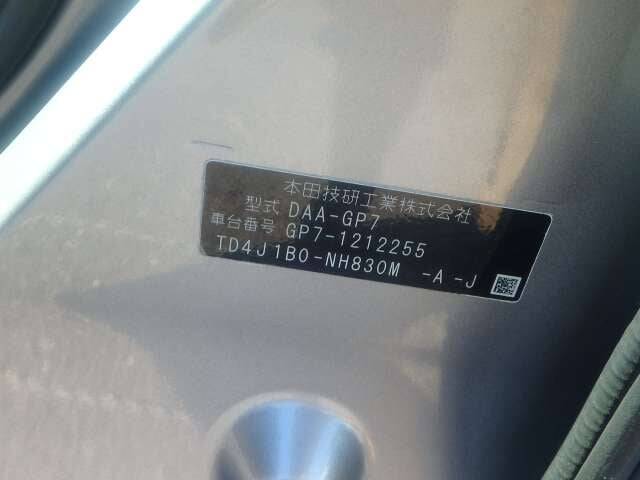 本田技研工業株式会社
型式 DAA-GP7
車台番号 GP7-1212255
TD4J1B0-NH830M -A -J